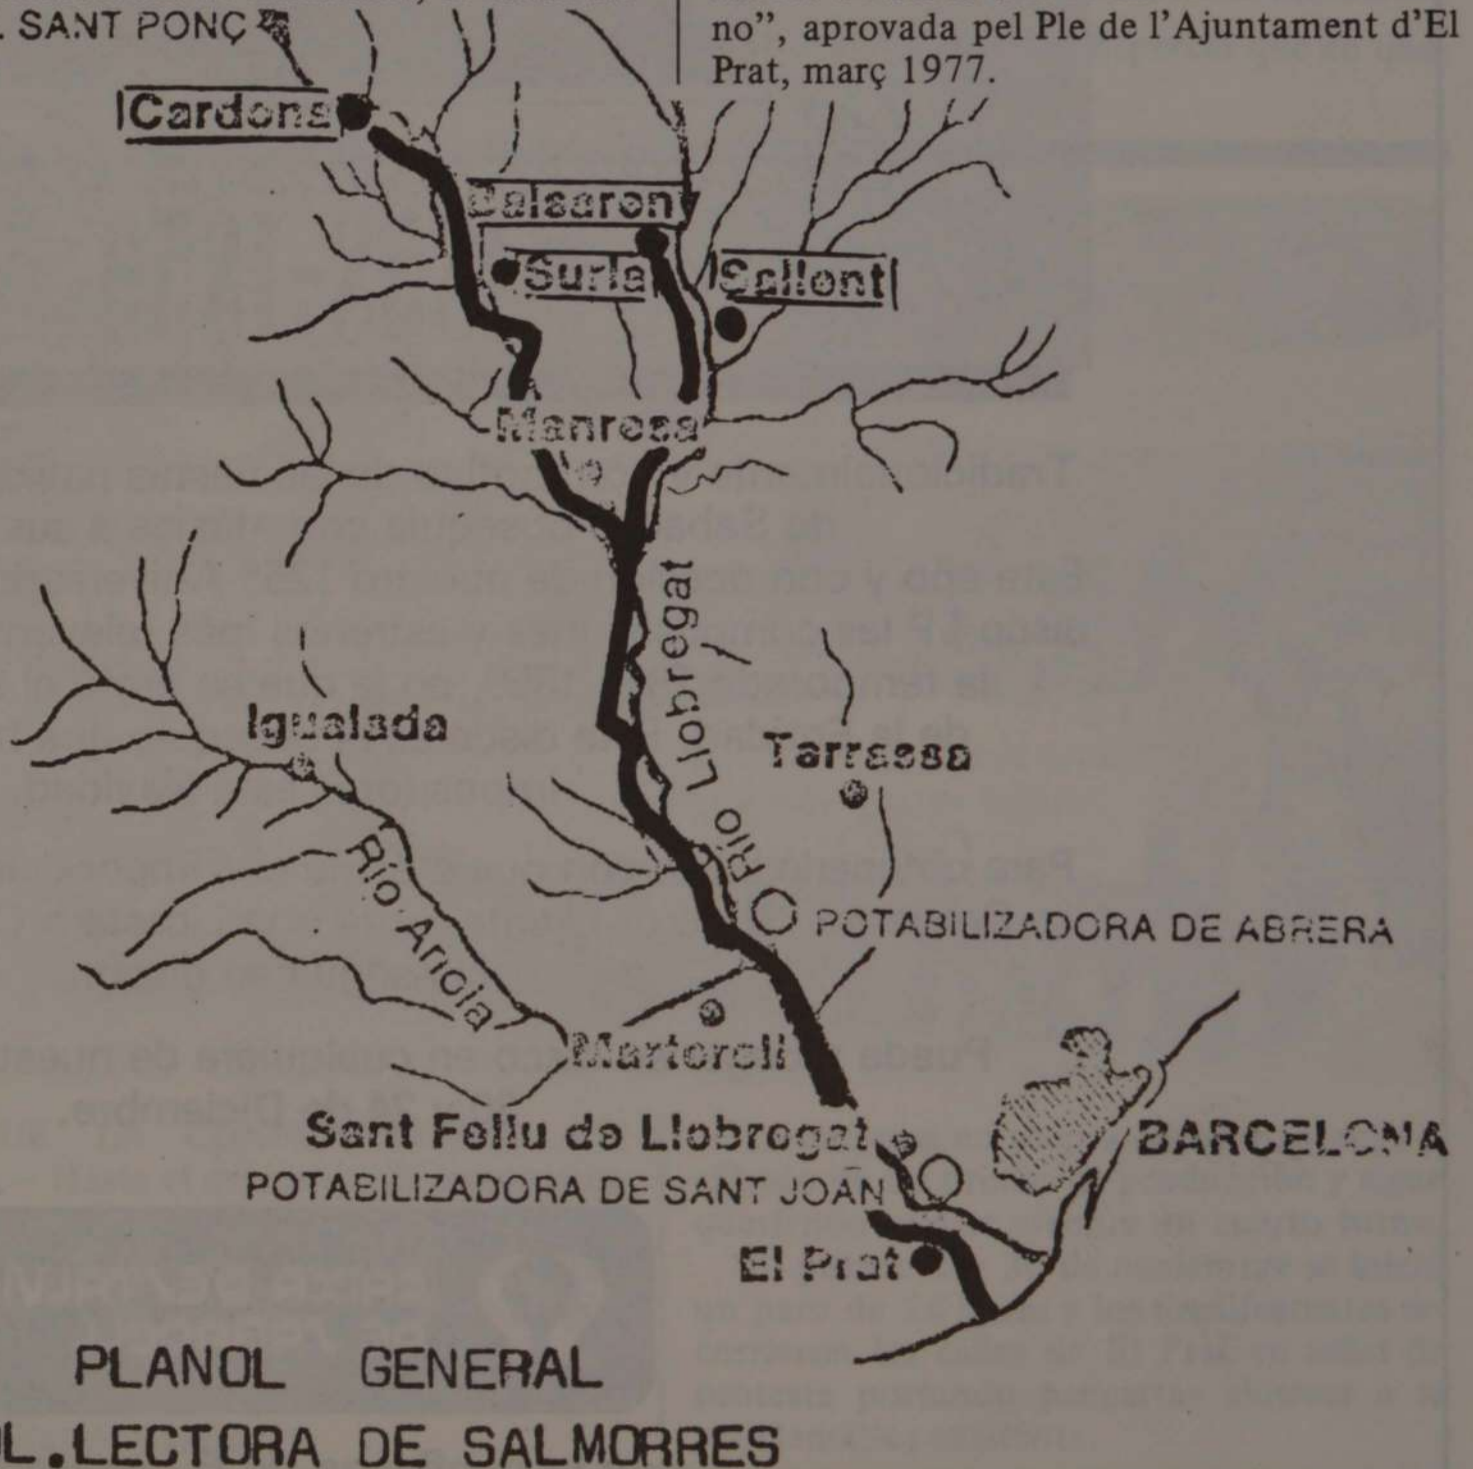 no”, aprovada pel Ple de l’Ajuntament d’El
Prat, març 1977.
SANT PONÇ
Cardona
Balsaren
Suria
Sallent
Manresa
Río Llobregat
Igualada
Terrassa
Río Anoia
POTABILIZADORA DE ABRERA
Martorell
Sant Feliu de Llobregat
BARCELONA
POTABILIZADORA DE SANT JOAN
El Prat
PLANOL GENERAL
L.LECTORA DE SALMORRES